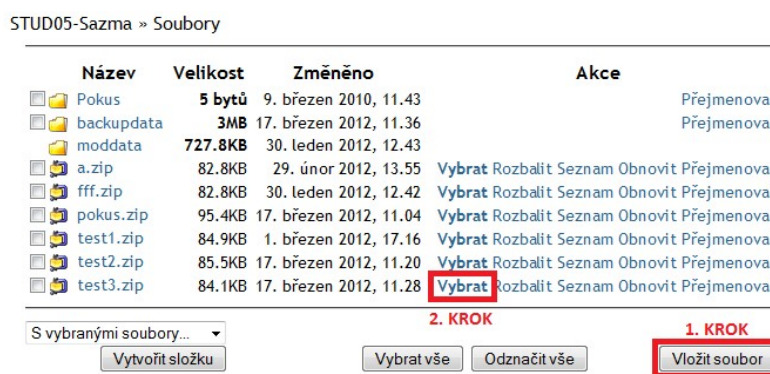 STUD05-Sazma » Soubory
Název Velikost Změněno Akce
Pokus 5 bytů 9. březen 2010, 11.43 Přejmenova
backupdata 3MB 17. březen 2012, 11.36 Přejmenova
moddata 727.8KB 30. leden 2012, 12.43
a.zip 82.8KB 29. únor 2012, 13.55 Vybrat Rozbalit Seznam Obnovit Přejmenova
fff.zip 82.8KB 30. leden 2012, 12.42 Vybrat Rozbalit Seznam Obnovit Přejmenova
pokus.zip 95.4KB 17. březen 2012, 11.04 Vybrat Rozbalit Seznam Obnovit Přejmenova
test1.zip 84.9KB 1. březen 2012, 17.16 Vybrat Rozbalit Seznam Obnovit Přejmenova
test2.zip 85.5KB 17. březen 2012, 11.20 Vybrat Rozbalit Seznam Obnovit Přejmenova
test3.zip 84.1KB 17. březen 2012, 11.28 Vybrat Rozbalit Seznam Obnovit Přejmenova
2. KROK 1. KROK
S vybranými soubory...
Vytvořit složku Vybrat vše Odznačit vše Vložit soubor